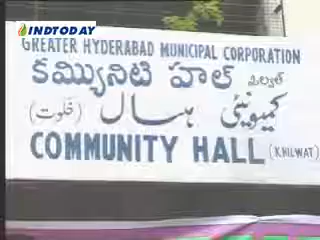 INDTODAY
GREATER HYDERABAD MUNICIPAL CORPORATION
కమ్యునిటి హాల్ ఖిల్వత్
کمیونٹی ہال (خلوت)
COMMUNITY HALL (KHILWAT)